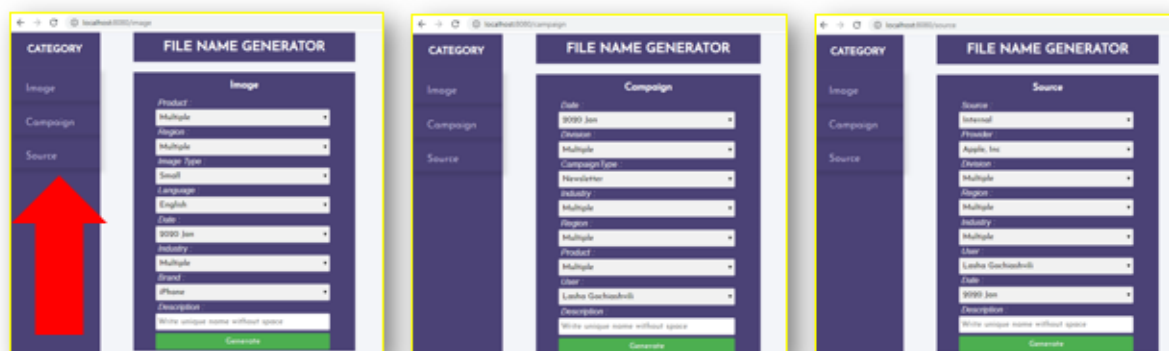 localhost:8080/image
CATEGORY
Image
Campaign
Source
FILE NAME GENERATOR
Image
Product :
Multiple
Region :
Multiple
Image Type :
Small
Language :
English
Date :
2020 Jan
Industry :
Multiple
Brand :
iPhone
Description :
Write unique name without space
Generate
localhost:8080/campaign
CATEGORY
Image
Campaign
Source
FILE NAME GENERATOR
Campaign
Date :
2020 Jan
Division :
Multiple
CampaignType :
Newsletter
Industry :
Multiple
Region :
Multiple
Product :
Multiple
User :
Lasha Gochiashvili
Description :
Write unique name without space
Generate
localhost:8080/source
CATEGORY
Image
Campaign
Source
FILE NAME GENERATOR
Source
Source :
Internal
Provider :
Apple, Inc
Division :
Multiple
Region :
Multiple
Industry
Multiple
User :
Lasha Gochiashvili
Date
2020 Jan
Description
Write unique name without space
Generate